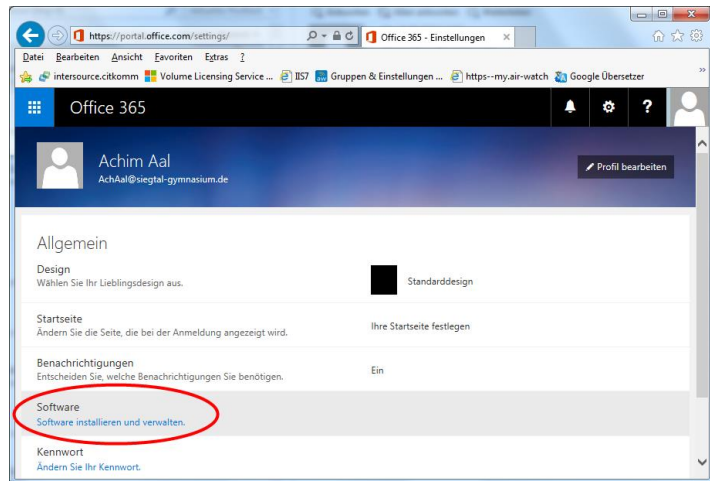 https://portal.office.com/settings/
Office 365 - Einstellungen
Datei Bearbeiten Ansicht Favoriten Extras ?
intersource.citkomm Volume Licensing Service ... IIS7 Gruppen & Einstellungen ... https--my.air-watch Google Übersetzer »
Office 365 ?
Achim Aal
AchAal@siegtal-gymnasium.de
Profil bearbeiten
Allgemein
Design
Wählen Sie Ihr Lieblingsdesign aus.
Standarddesign
Startseite
Ändern Sie die Seite, die bei der Anmeldung angezeigt wird.
Ihre Startseite festlegen
Benachrichtigungen
Entscheiden Sie, welche Benachrichtigungen Sie benötigen.
Ein
Software
Software installieren und verwalten.
Kennwort
Ändern Sie Ihr Kennwort.